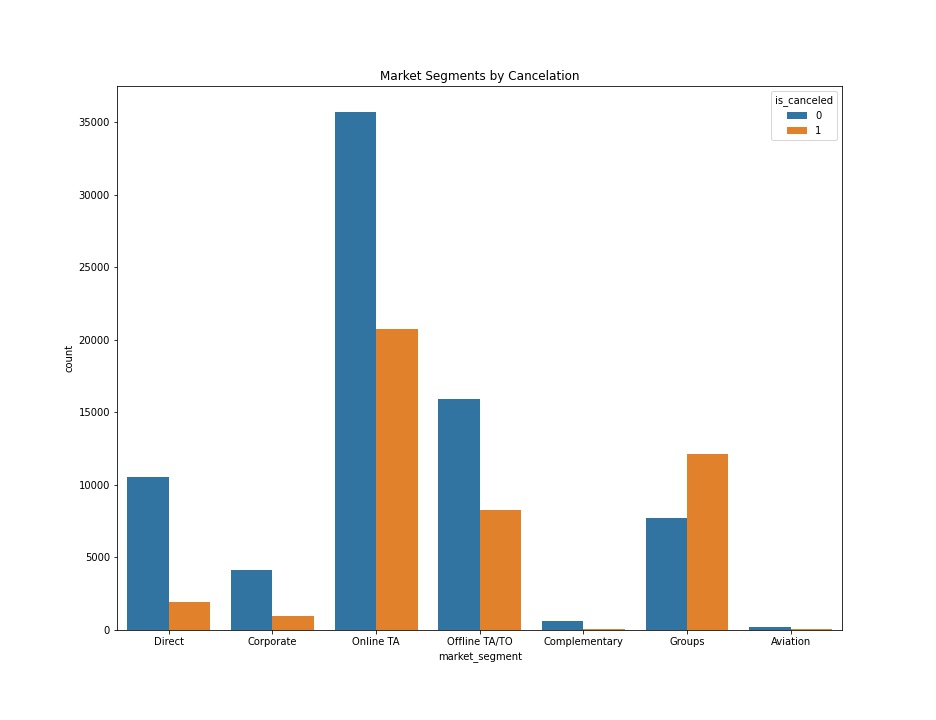 Market Segments by Cancelation
is_canceled
0
1
35000
30000
25000
20000
15000
10000
5000
0
count
Direct Corporate Online TA Offline TA/TO Complementary Groups Aviation
market_segment